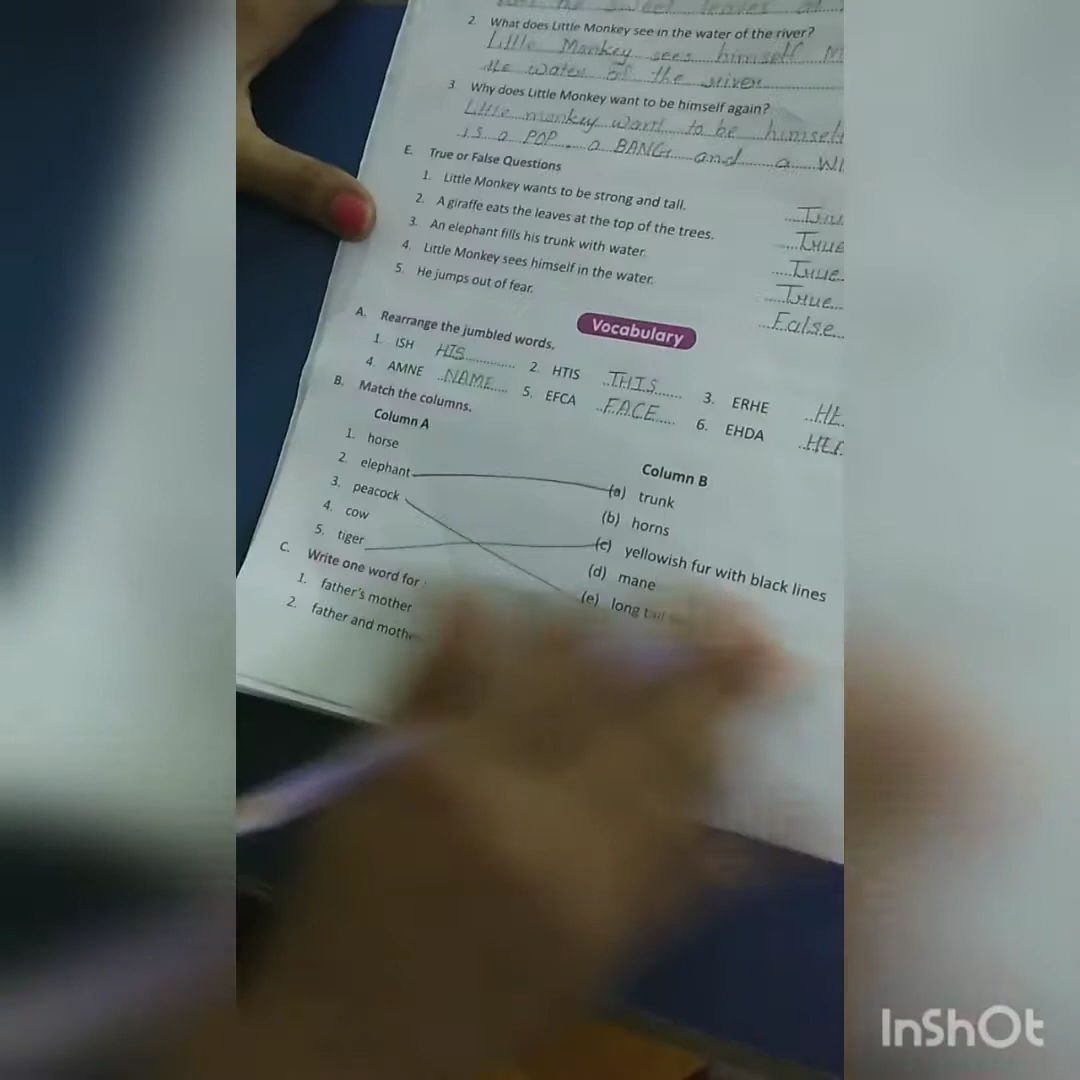 2. What does Little Monkey see in the water of the river?
Little Monkey sees himself
the water of the river
3. Why does Little Monkey want to be himself again?
Little monkey want to be himself
is a POP, a BANG and a
E. True or False Questions
1. Little Monkey wants to be strong and tall. True
2. A giraffe eats the leaves at the top of the trees. True
3. An elephant fills his trunk with water. True
4. Little Monkey sees himself in the water. True
5. He jumps out of fear. False
Vocabulary
A. Rearrange the jumbled words.
1. ISH HIS 2. HTIS THIS 3. ERHE HE
4. AMNE NAME 5. EFCA FACE 6. EHDA
B. Match the columns.
Column A Column B
1. horse (a) trunk
2. elephant (b) horns
3. peacock (c) yellowish fur with black lines
4. cow (d) mane
5. tiger (e) long
C. Write one word for :
1. father's mother
2. father and
InShOt